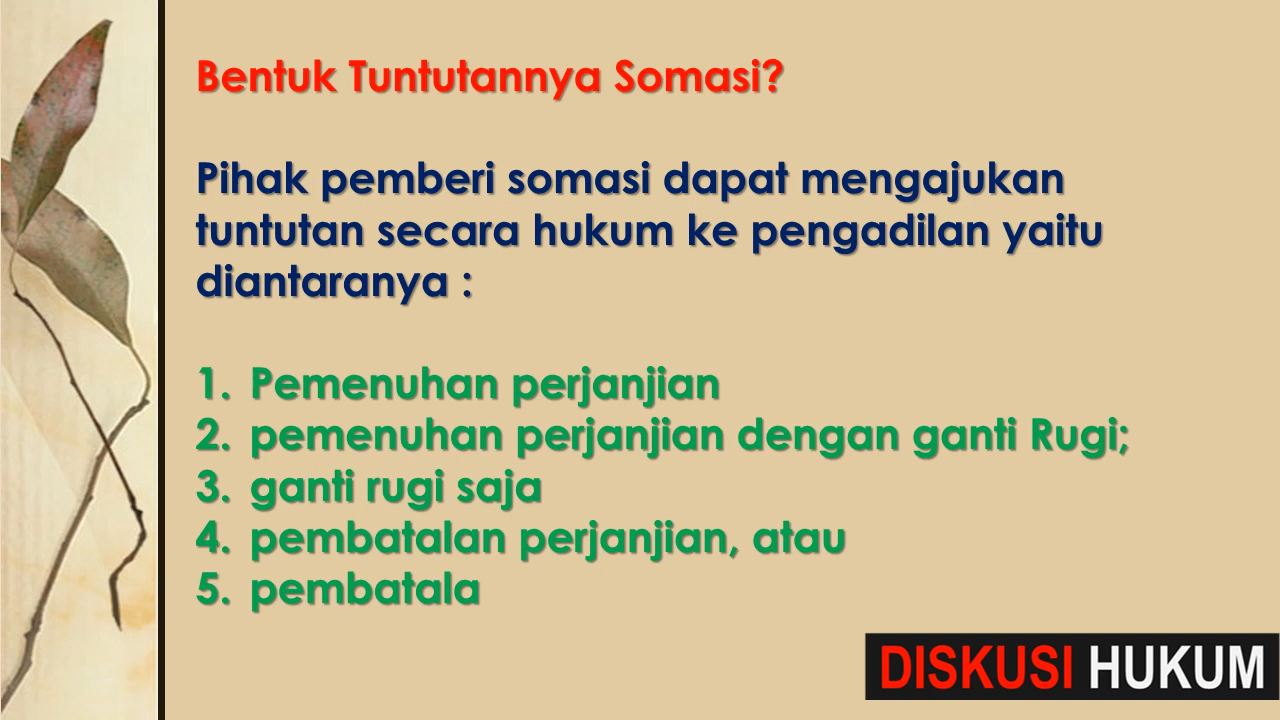 Bentuk Tuntutannya Somasi?
Pihak pemberi somasi dapat mengajukan
tuntutan secara hukum ke pengadilan yaitu
diantaranya :
1. Pemenuhan perjanjian
2. pemenuhan perjanjian dengan ganti Rugi;
3. ganti rugi saja
4. pembatalan perjanjian, atau
5. pembatala
DISKUSI HUKUM